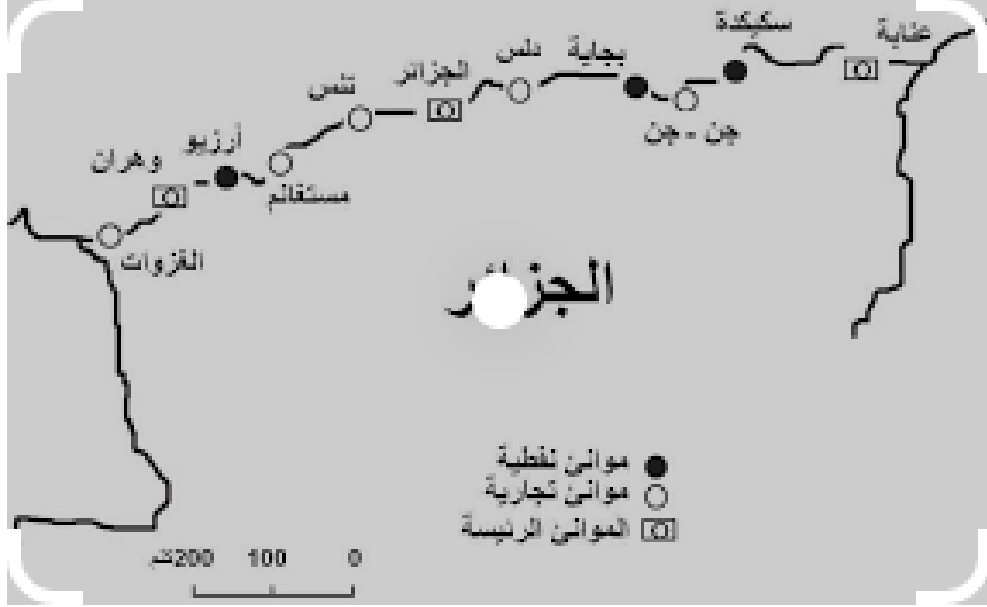 سكيكدة
عنابة
بجاية
دلس
الجزائر
تنس
جن - جن
أرزيو
وهران
مستغانم
الغزوات
الجزائر
موانئ نفطية
موانئ تجارية
الموانئ الرئيسة
0 100 200كم